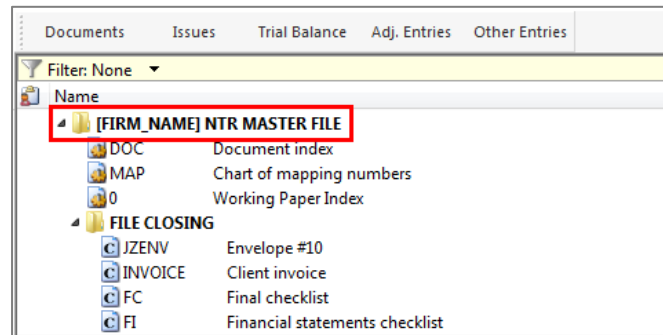 Documents Issues Trial Balance Adj. Entries Other Entries
Filter: None
Name
[FIRM_NAME] NTR MASTER FILE
DOC Document index
MAP Chart of mapping numbers
0 Working Paper Index
FILE CLOSING
C JZENV Envelope #10
C INVOICE Client invoice
C FC Final checklist
C FI Financial statements checklist